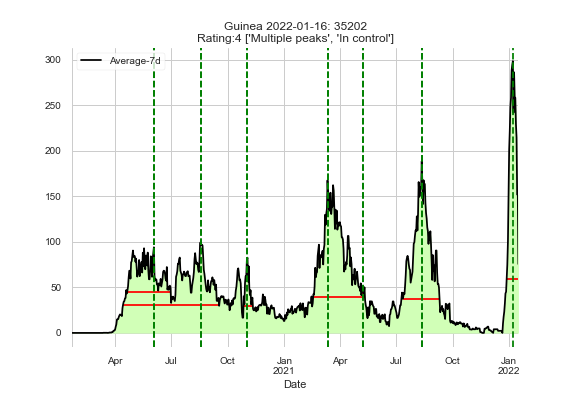 Guinea 2022-01-16: 35202
Rating:4 ['Multiple peaks', 'In control']
Average-7d
300
250
200
150
100
50
0
Apr Jul Oct Jan Apr Jul Oct Jan
2021 2022
Date